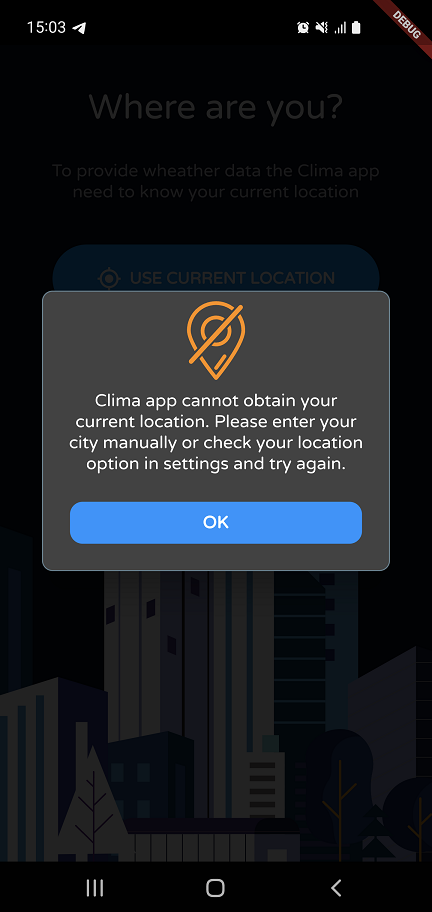 15:03
DEBUG
Where are you?
To provide wheather data the Clima app
need to know your current location
USE CURRENT LOCATION
Clima app cannot obtain your
current location. Please enter your
city manually or check your location
option in settings and try again.
OK